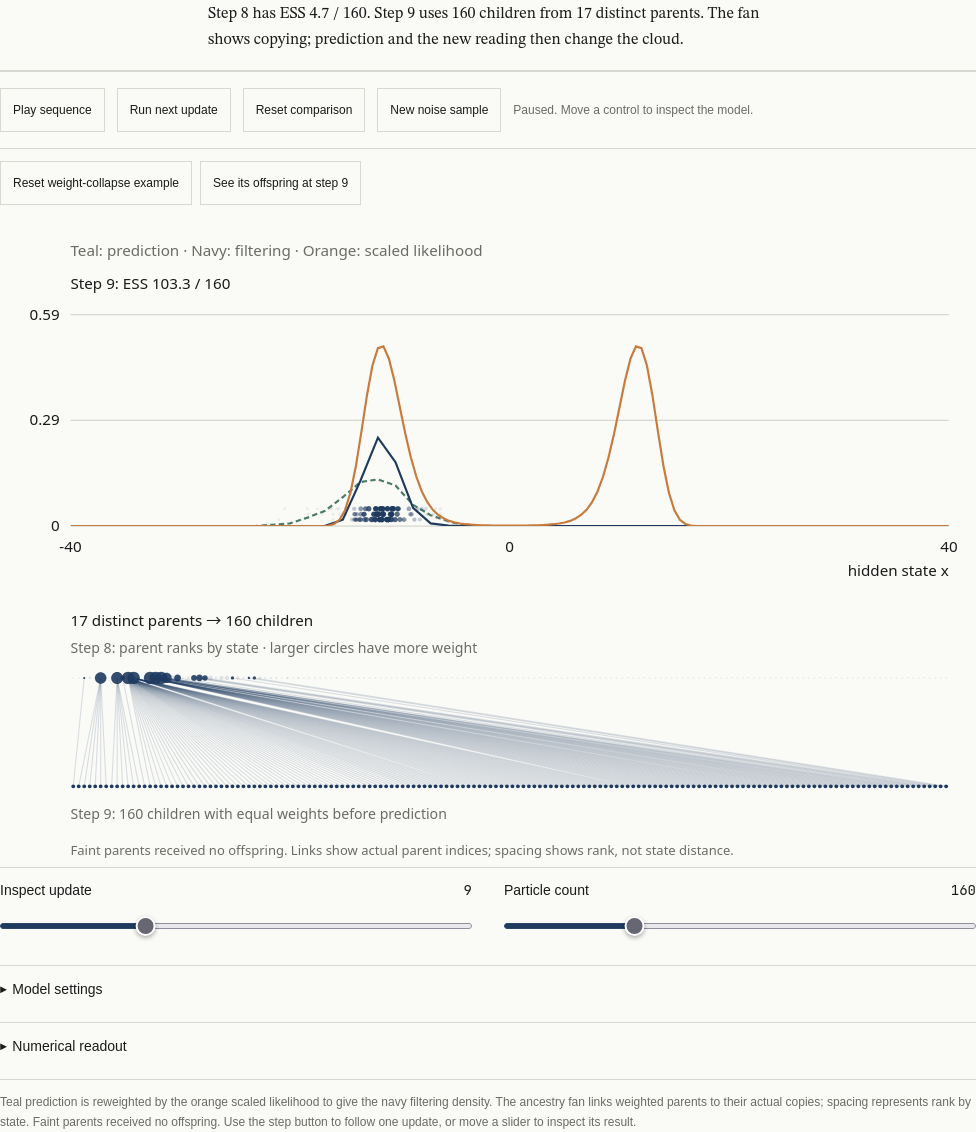 Step 8 has ESS 4.7 / 160. Step 9 uses 160 children from 17 distinct parents. The fan
shows copying; prediction and the new reading then change the cloud.
Play sequence
Run next update
Reset comparison
New noise sample
Paused. Move a control to inspect the model.
Reset weight-collapse example
See its offspring at step 9
Teal: prediction · Navy: filtering · Orange: scaled likelihood
Step 9: ESS 103.3 / 160
0.59
0.29
0
-40
0
40
hidden state x
17 distinct parents → 160 children
Step 8: parent ranks by state · larger circles have more weight
Step 9: 160 children with equal weights before prediction
Faint parents received no offspring. Links show actual parent indices; spacing shows rank, not state distance.
Inspect update
9
Particle count
160
▸ Model settings
▸ Numerical readout
Teal prediction is reweighted by the orange scaled likelihood to give the navy filtering density. The ancestry fan links weighted parents to their actual copies; spacing represents rank by
state. Faint parents received no offspring. Use the step button to follow one update, or move a slider to inspect its result.